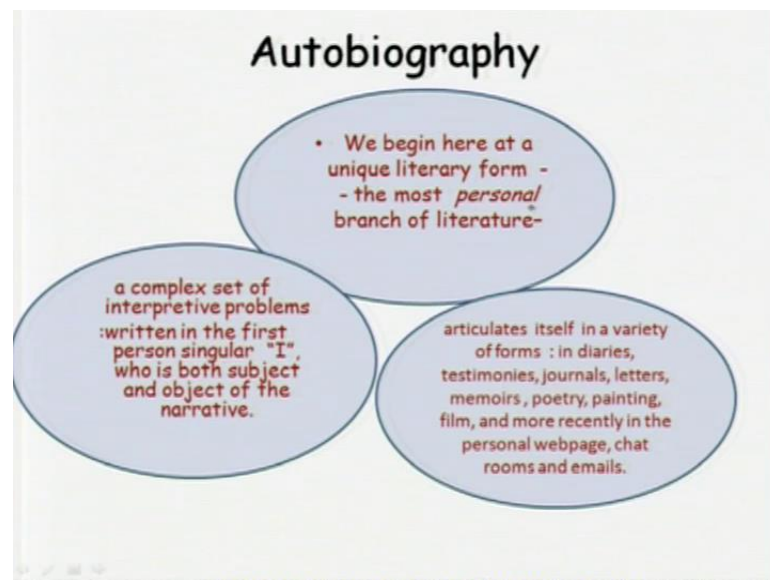 Autobiography
• We begin here at a
unique literary form -
- the most personal
branch of literature-
a complex set of
interpretive problems
:written in the first
person singular "I",
who is both subject
and object of the
narrative.
articulates itself in a variety
of forms : in diaries,
testimonies, journals, letters,
memoirs , poetry, painting,
film, and more recently in the
personal webpage, chat
rooms and emails.